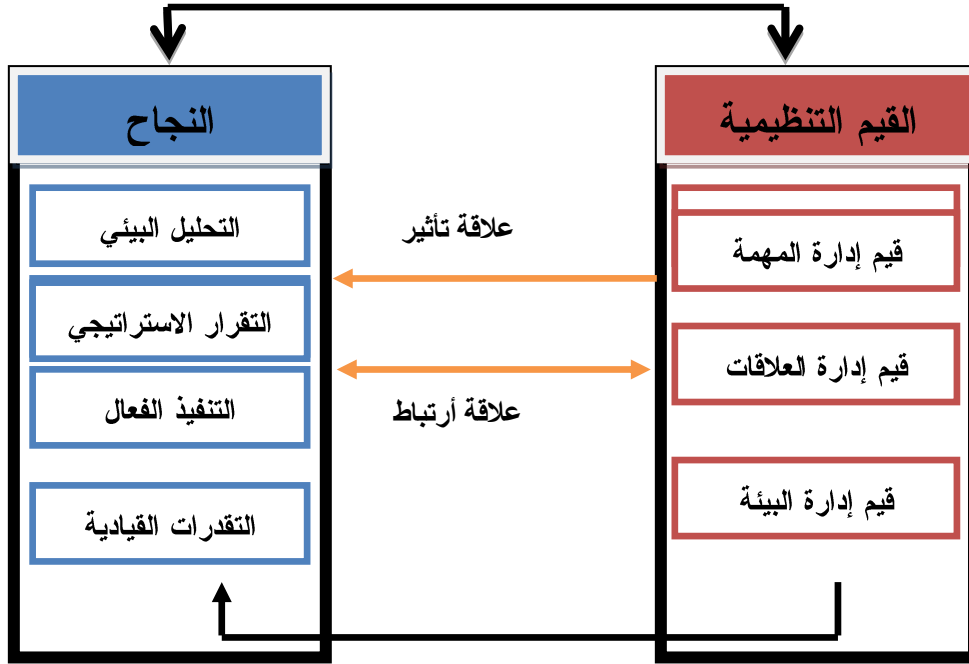 القيم التنظيمية
قيم إدارة المهمة
قيم إدارة العلاقات
قيم إدارة البيئة
علاقة تأثير
علاقة أرتباط
النجاح
التحليل البيئي
التقرار الاستراتيجي
التنفيذ الفعال
التقدرات القيادية